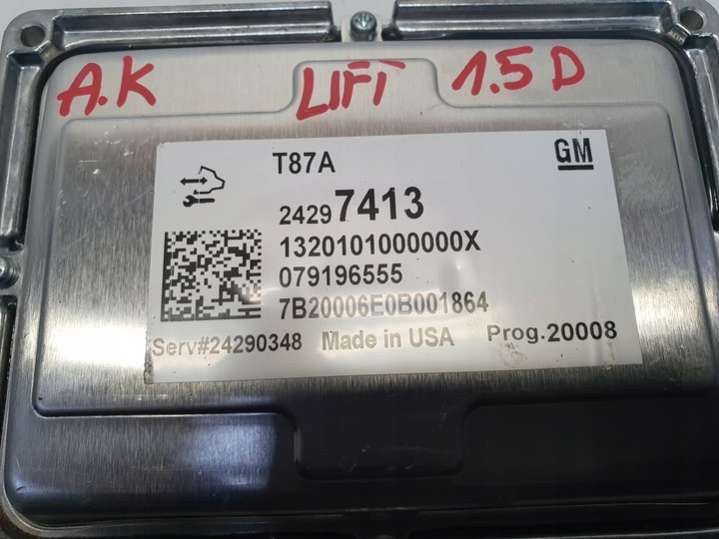 A.K LIFT 1.5 D
T87A GM
24297413
1320101000000X
079196555
7B20006E0B001864
Serv#24290348 Made in USA Prog.20008